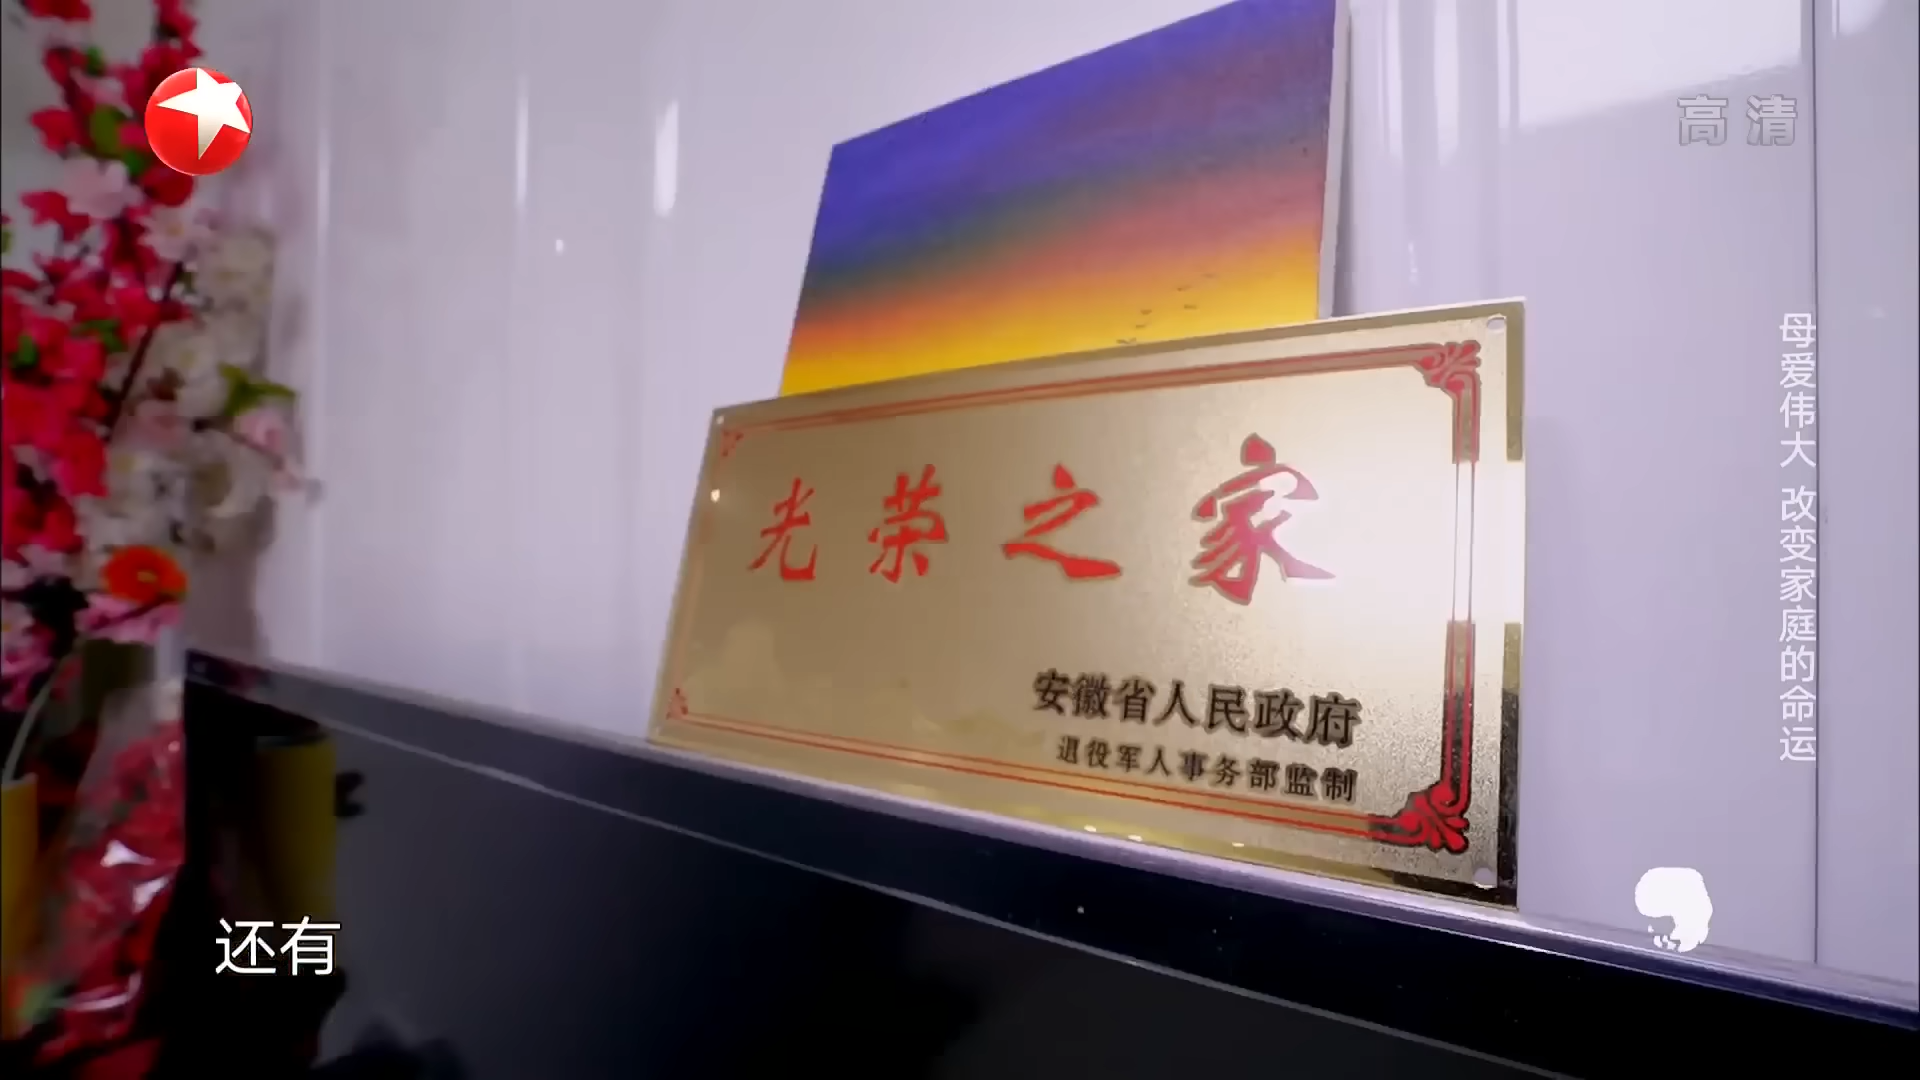 高清
光荣之家
安徽省人民政府
退役军人事务部监制
母爱伟大 改变家庭的命运
还有